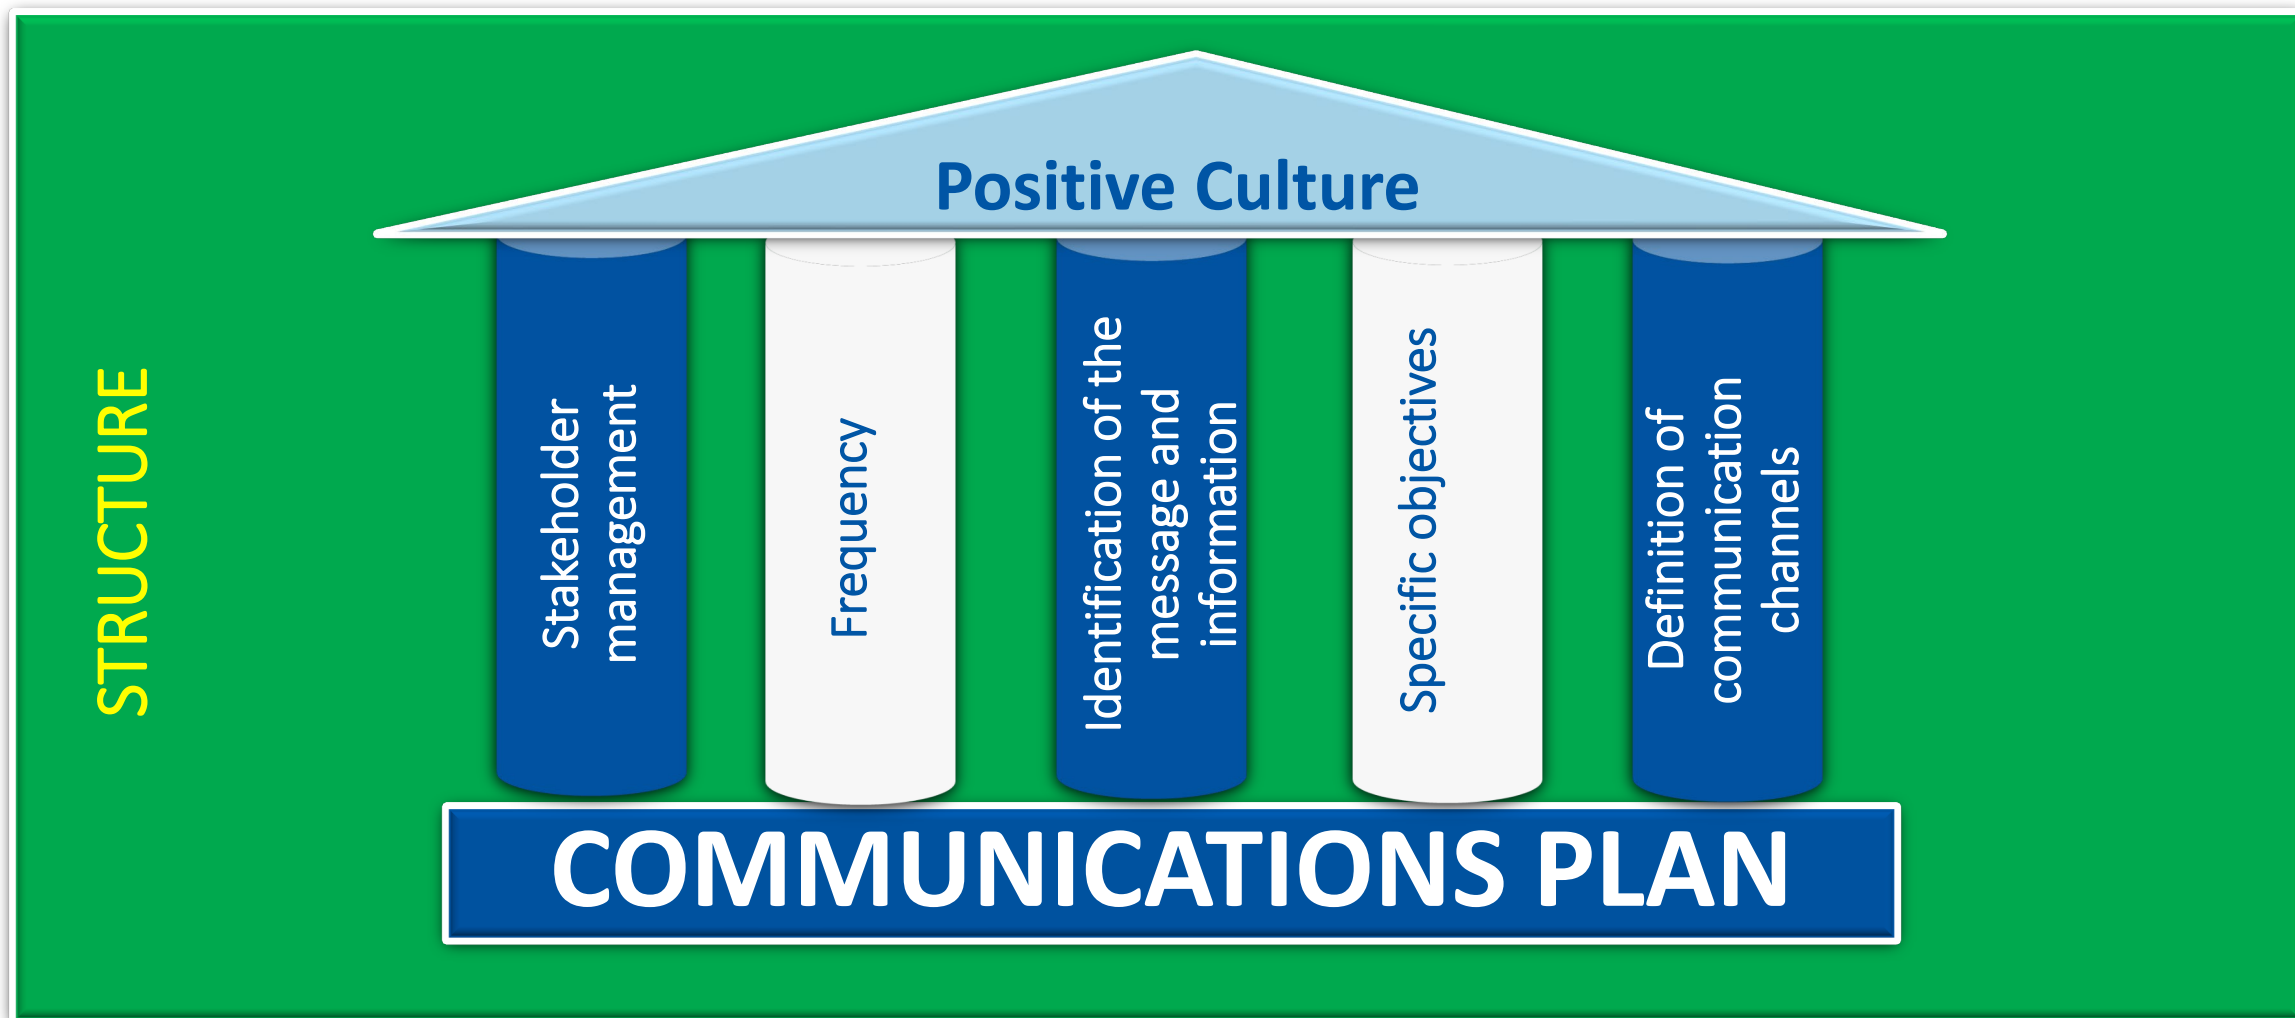 Positive Culture
STRUCTURE
Stakeholder
management
Frequency
Identification of the
message and
information
Specific objectives
Definition of
communication
channels
COMMUNICATIONS PLAN